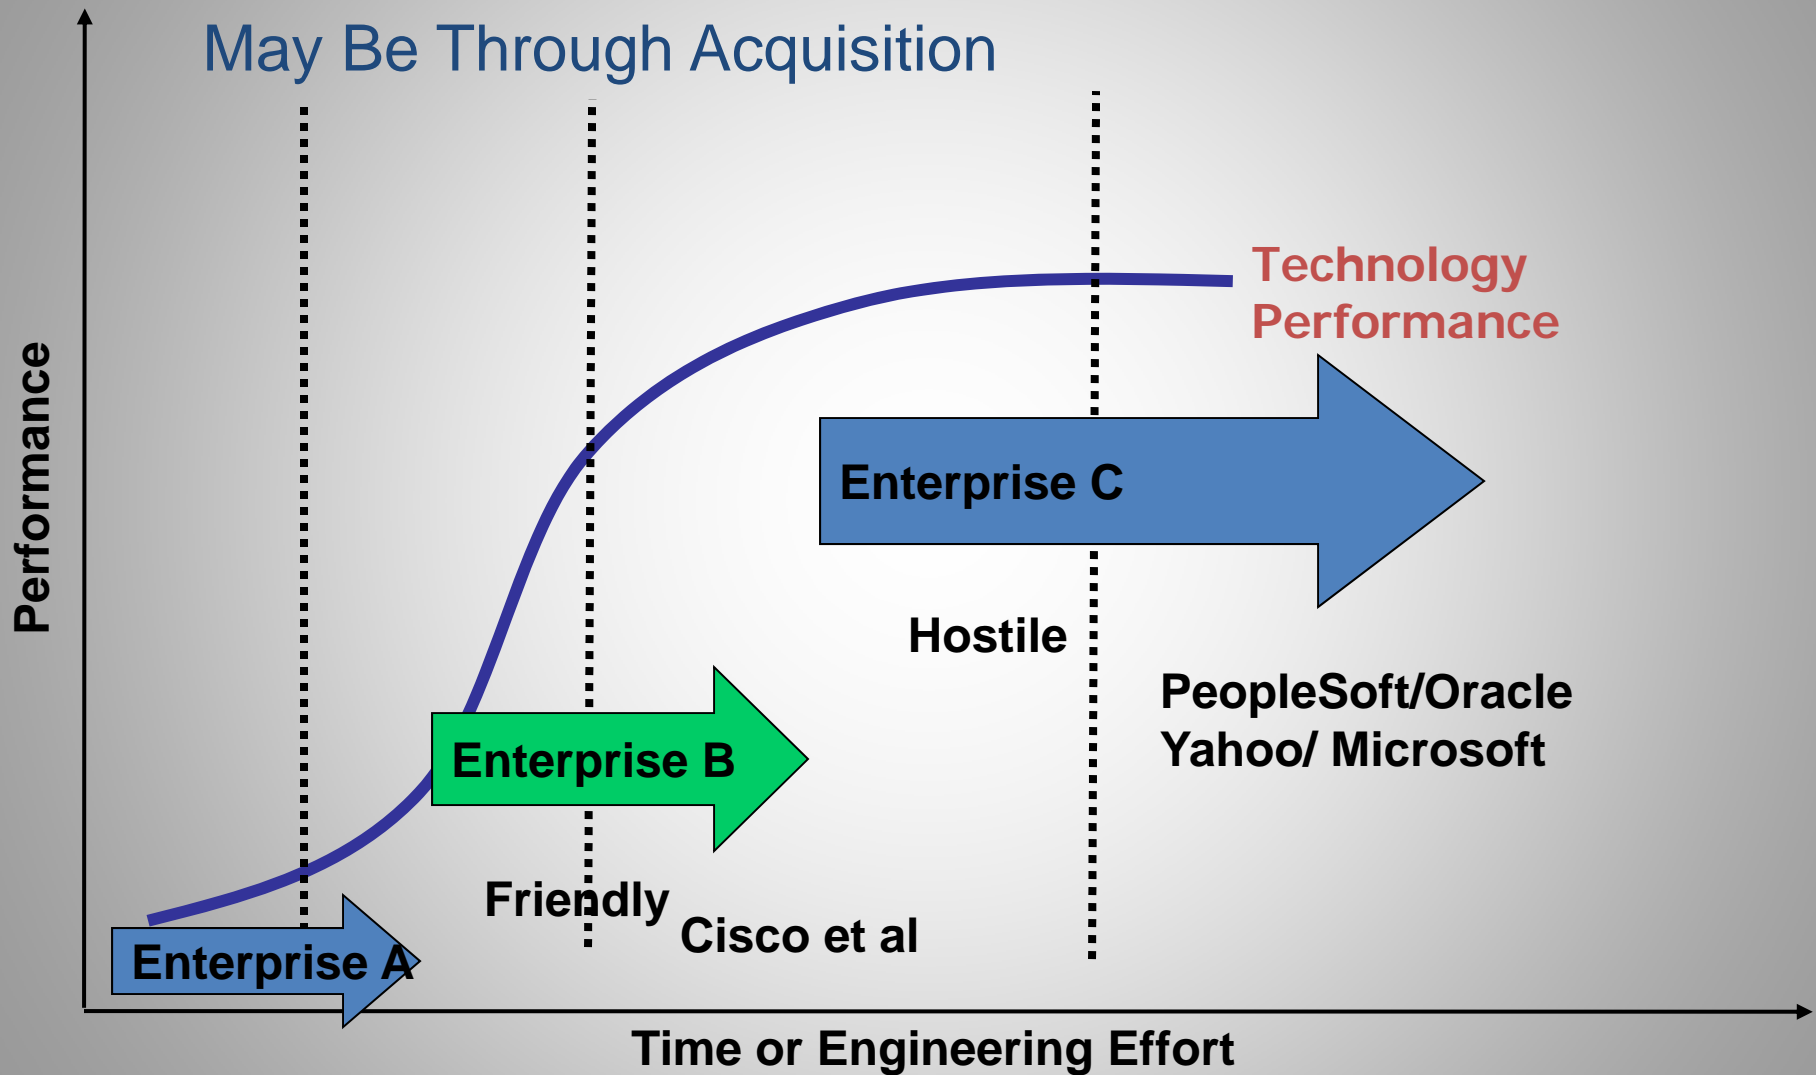 May Be Through Acquisition
Technology
Performance
Performance
Enterprise C
Hostile
PeopleSoft/Oracle
Yahoo/ Microsoft
Enterprise B
Friendly
Cisco et al
Enterprise A
Time or Engineering Effort